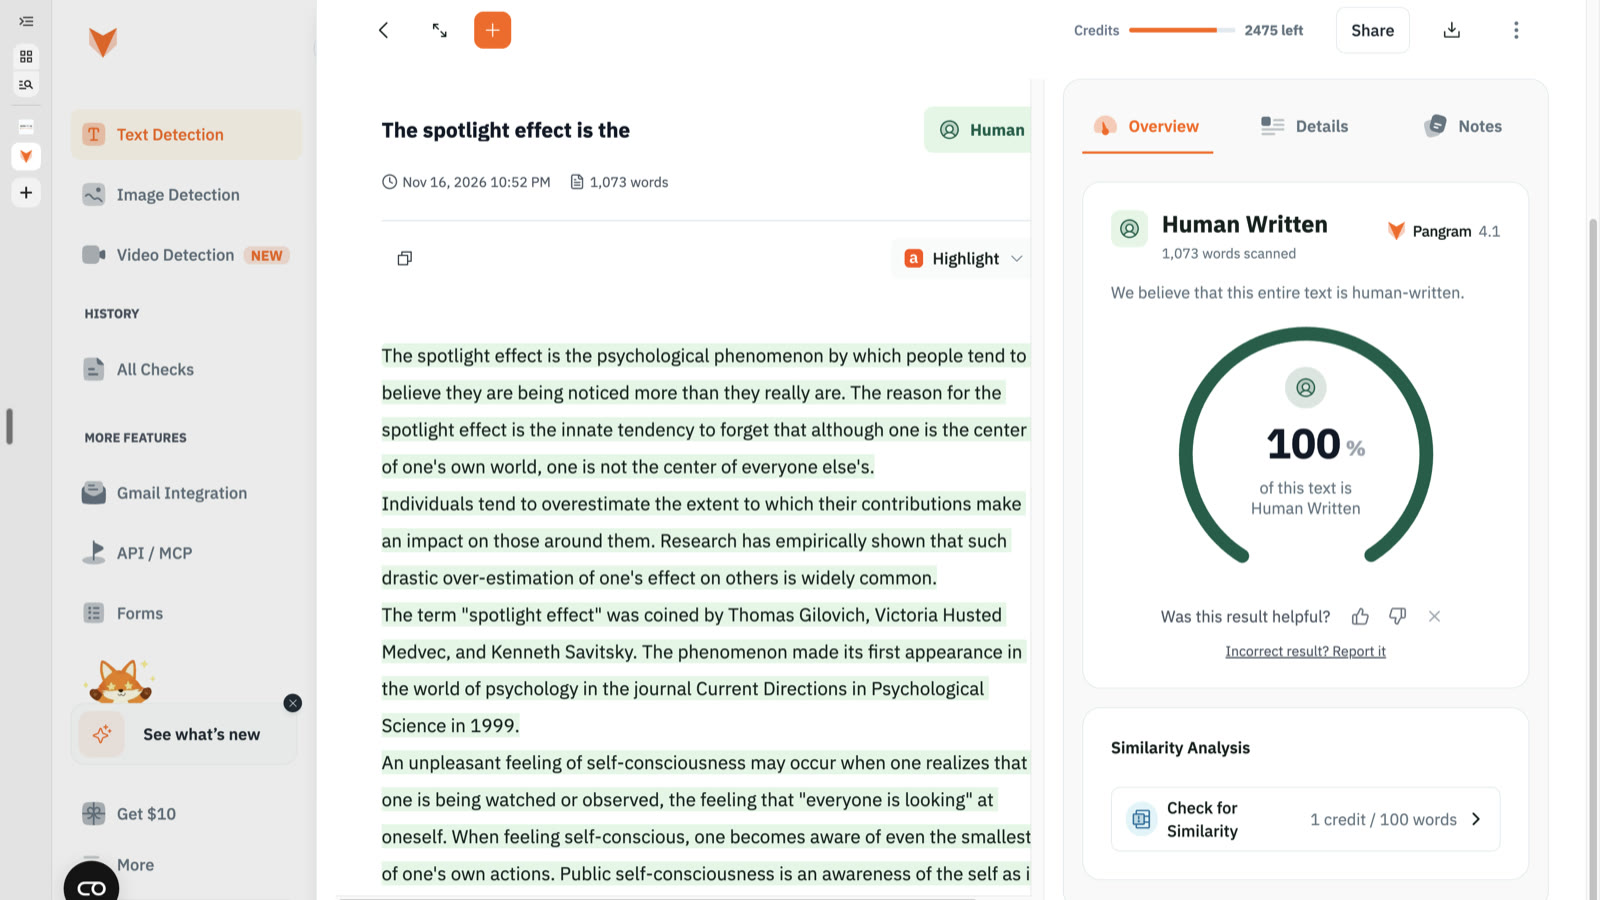 Credits 2475 left Share
Text Detection
Image Detection
Video Detection NEW
HISTORY
All Checks
MORE FEATURES
Gmail Integration
API / MCP
Forms
See what's new
Get $10
More
The spotlight effect is the
Human
Nov 16, 2026 10:52 PM 1,073 words
a Highlight
The spotlight effect is the psychological phenomenon by which people tend to
believe they are being noticed more than they really are. The reason for the
spotlight effect is the innate tendency to forget that although one is the center
of one's own world, one is not the center of everyone else's.
Individuals tend to overestimate the extent to which their contributions make
an impact on those around them. Research has empirically shown that such
drastic over-estimation of one's effect on others is widely common.
The term "spotlight effect" was coined by Thomas Gilovich, Victoria Husted
Medvec, and Kenneth Savitsky. The phenomenon made its first appearance in
the world of psychology in the journal Current Directions in Psychological
Science in 1999.
An unpleasant feeling of self-consciousness may occur when one realizes that
one is being watched or observed, the feeling that "everyone is looking" at
oneself. When feeling self-conscious, one becomes aware of even the smallest
of one's own actions. Public self-consciousness is an awareness of the self as i
Overview Details Notes
Human Written
Pangram 4.1
1,073 words scanned
We believe that this entire text is human-written.
100 %
of this text is
Human Written
Was this result helpful?
Incorrect result? Report it
Similarity Analysis
Check for
Similarity
1 credit / 100 words